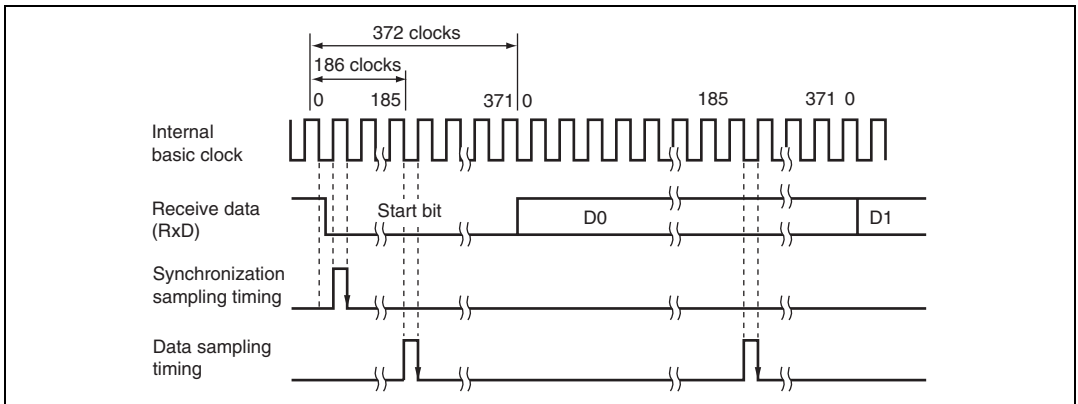 372 clocks
186 clocks
0 185 371 0 185 371 0
Internal
basic clock
Receive data
(RxD)
Start bit D0 D1
Synchronization
sampling timing
Data sampling
timing